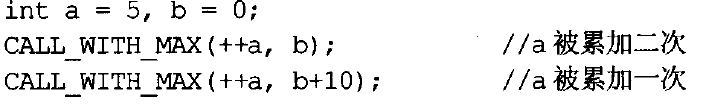 int a = 5, b = 0;
CALL_WITH_MAX(++a, b); //a被累加二次
CALL_WITH_MAX(++a, b+10); //a被累加一次